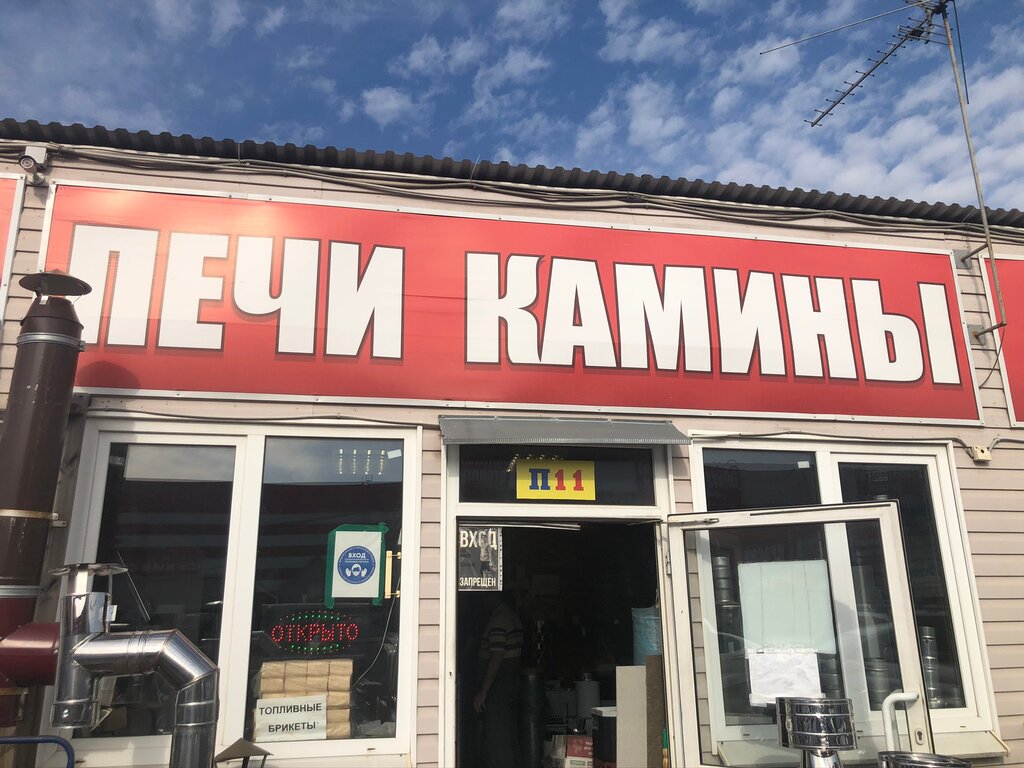 ПЕЧИ КАМИНЫ
П11
ВХОД
ЗАПРЕЩЕН
ВХОД
ОТКРЫТО
ТОПЛИВНЫЕ
БРИКЕТЫ